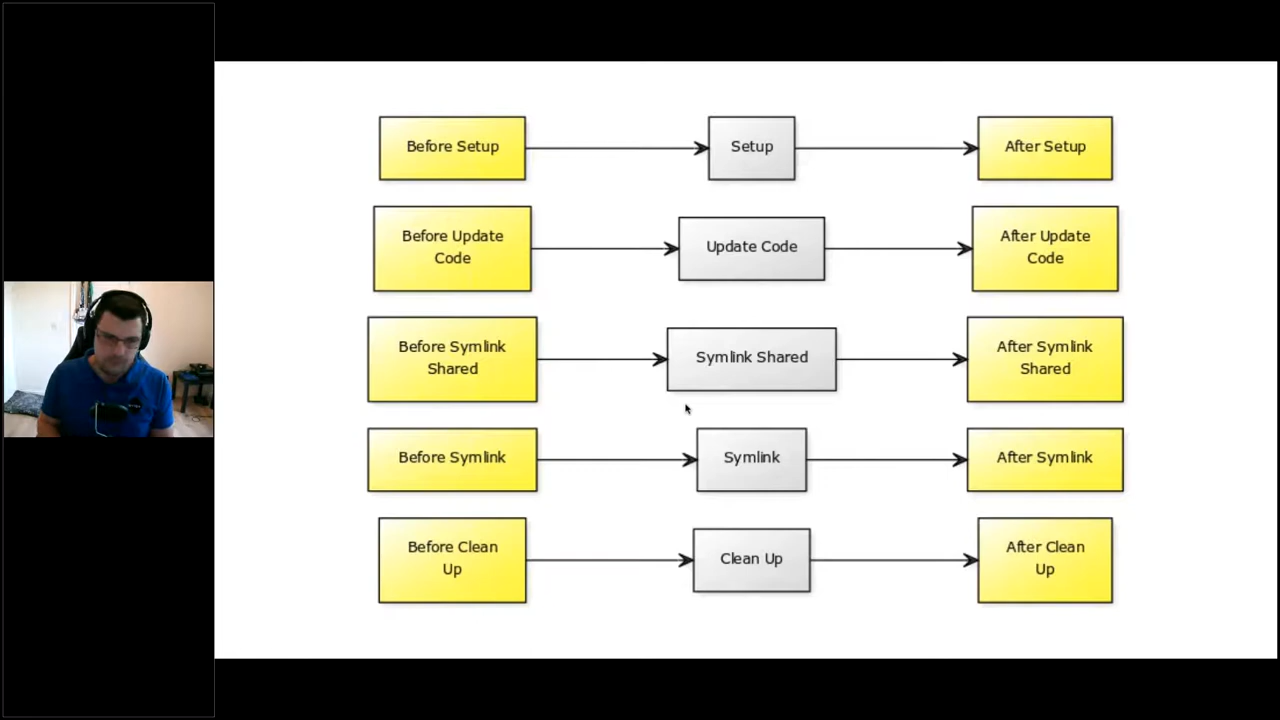 Before Setup
Setup
After Setup
Before Update
Code
Update Code
After Update
Code
Before Symlink
Shared
Symlink Shared
After Symlink
Shared
Before Symlink
Symlink
After Symlink
Before Clean
Up
Clean Up
After Clean
Up